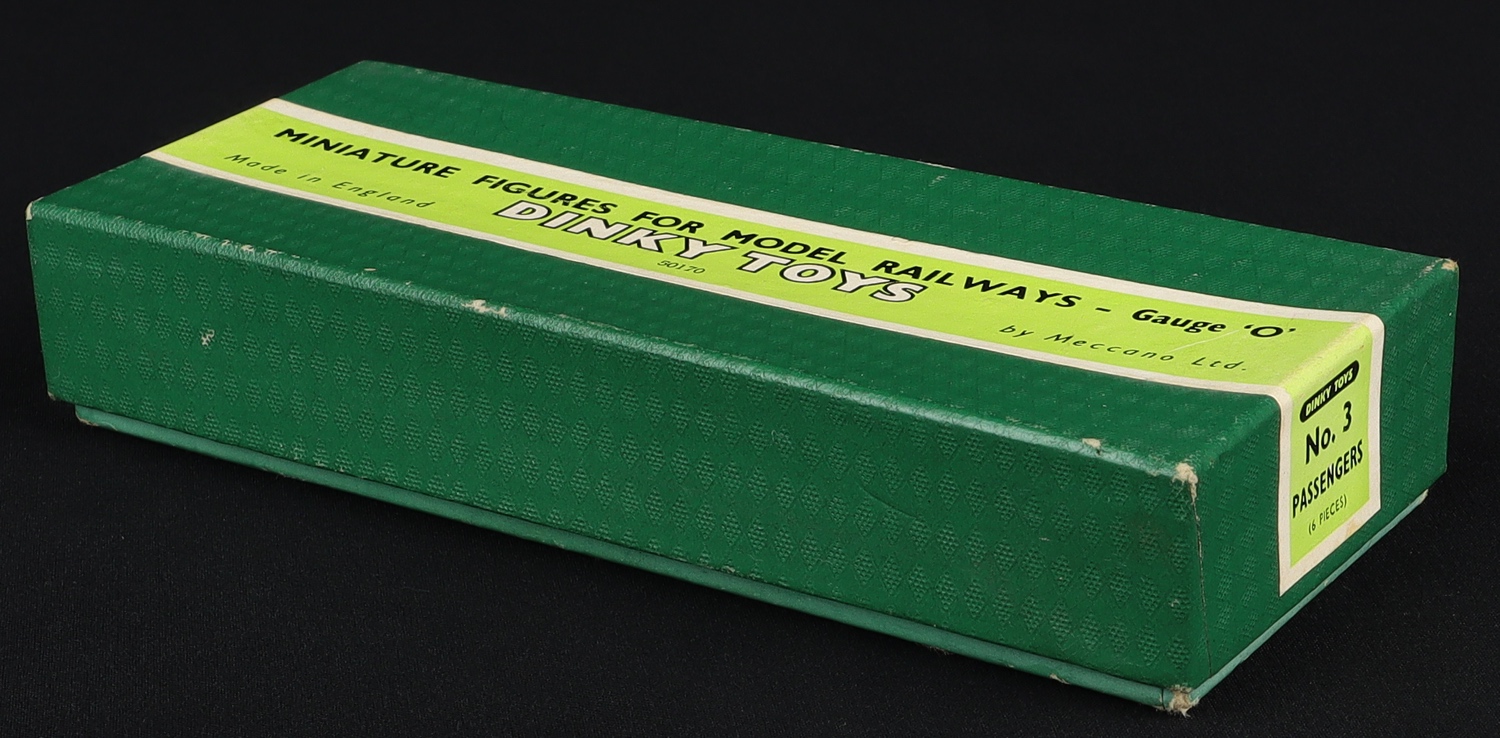 MINIATURE FIGURES FOR MODEL RAILWAYS – Gauge 'O'
Made in England
DINKY TOYS
50170
by Meccano Ltd.
DINKY TOYS
No. 3
PASSENGERS
(6 PIECES)